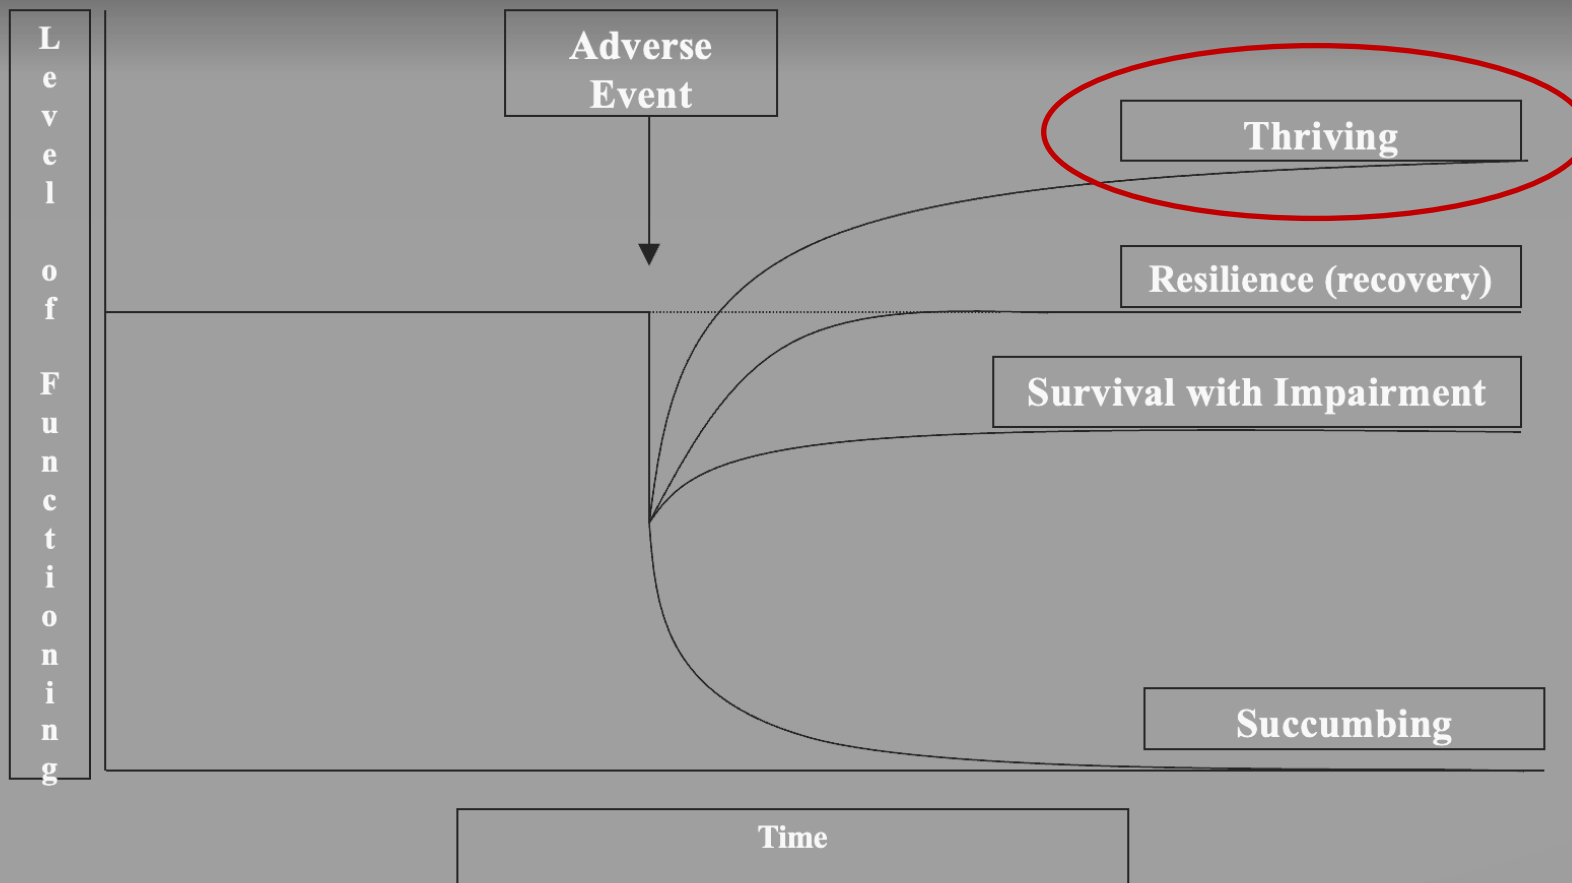 Level of Functioning
Adverse
Event
Thriving
Resilience (recovery)
Survival with Impairment
Succumbing
Time